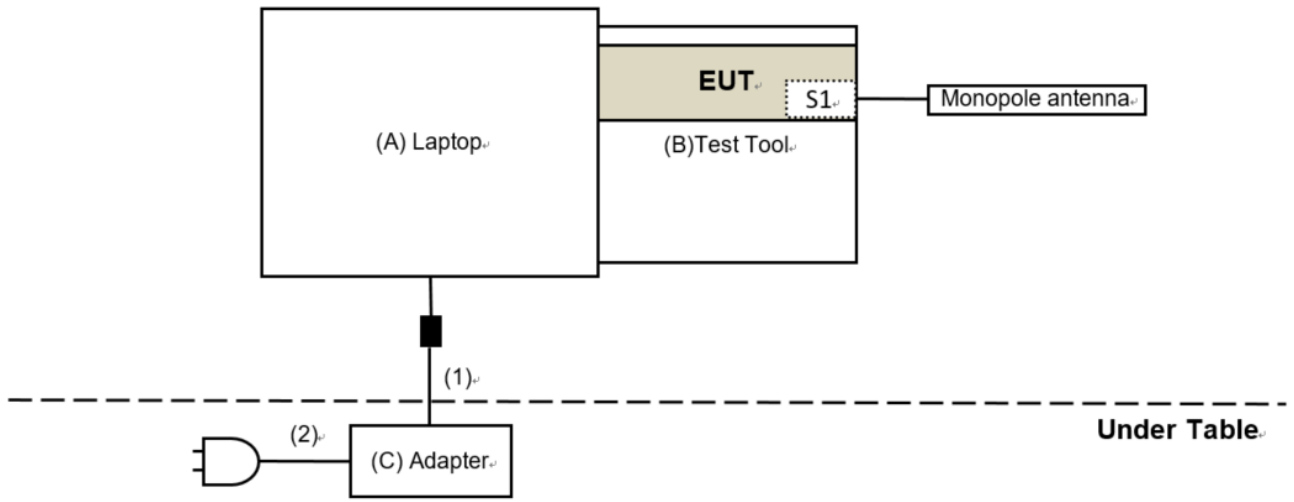 EUT
S1
Monopole antenna
(A) Laptop
(B)Test Tool
(1)
Under Table
(2)
(C) Adapter